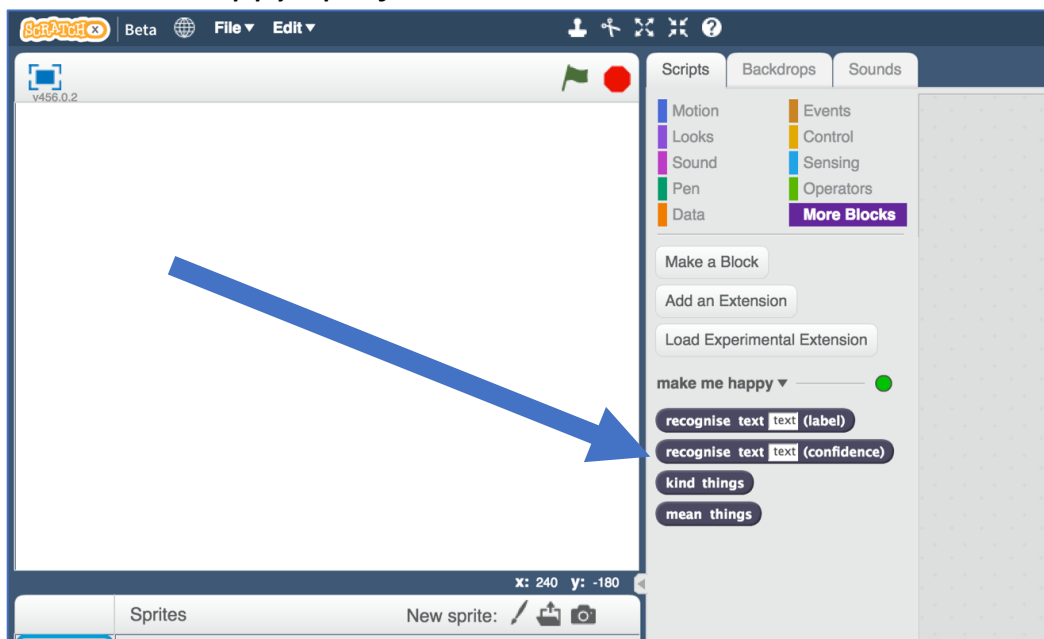 SCRATCH X Beta File▼ Edit▼
v456.0.2
Scripts Backdrops Sounds
Motion Events
Looks Control
Sound Sensing
Pen Operators
Data More Blocks
Make a Block
Add an Extension
Load Experimental Extension
make me happy▼
recognise text text (label)
recognise text text (confidence)
kind things
mean things
x: 240 y: -180
Sprites New sprite: